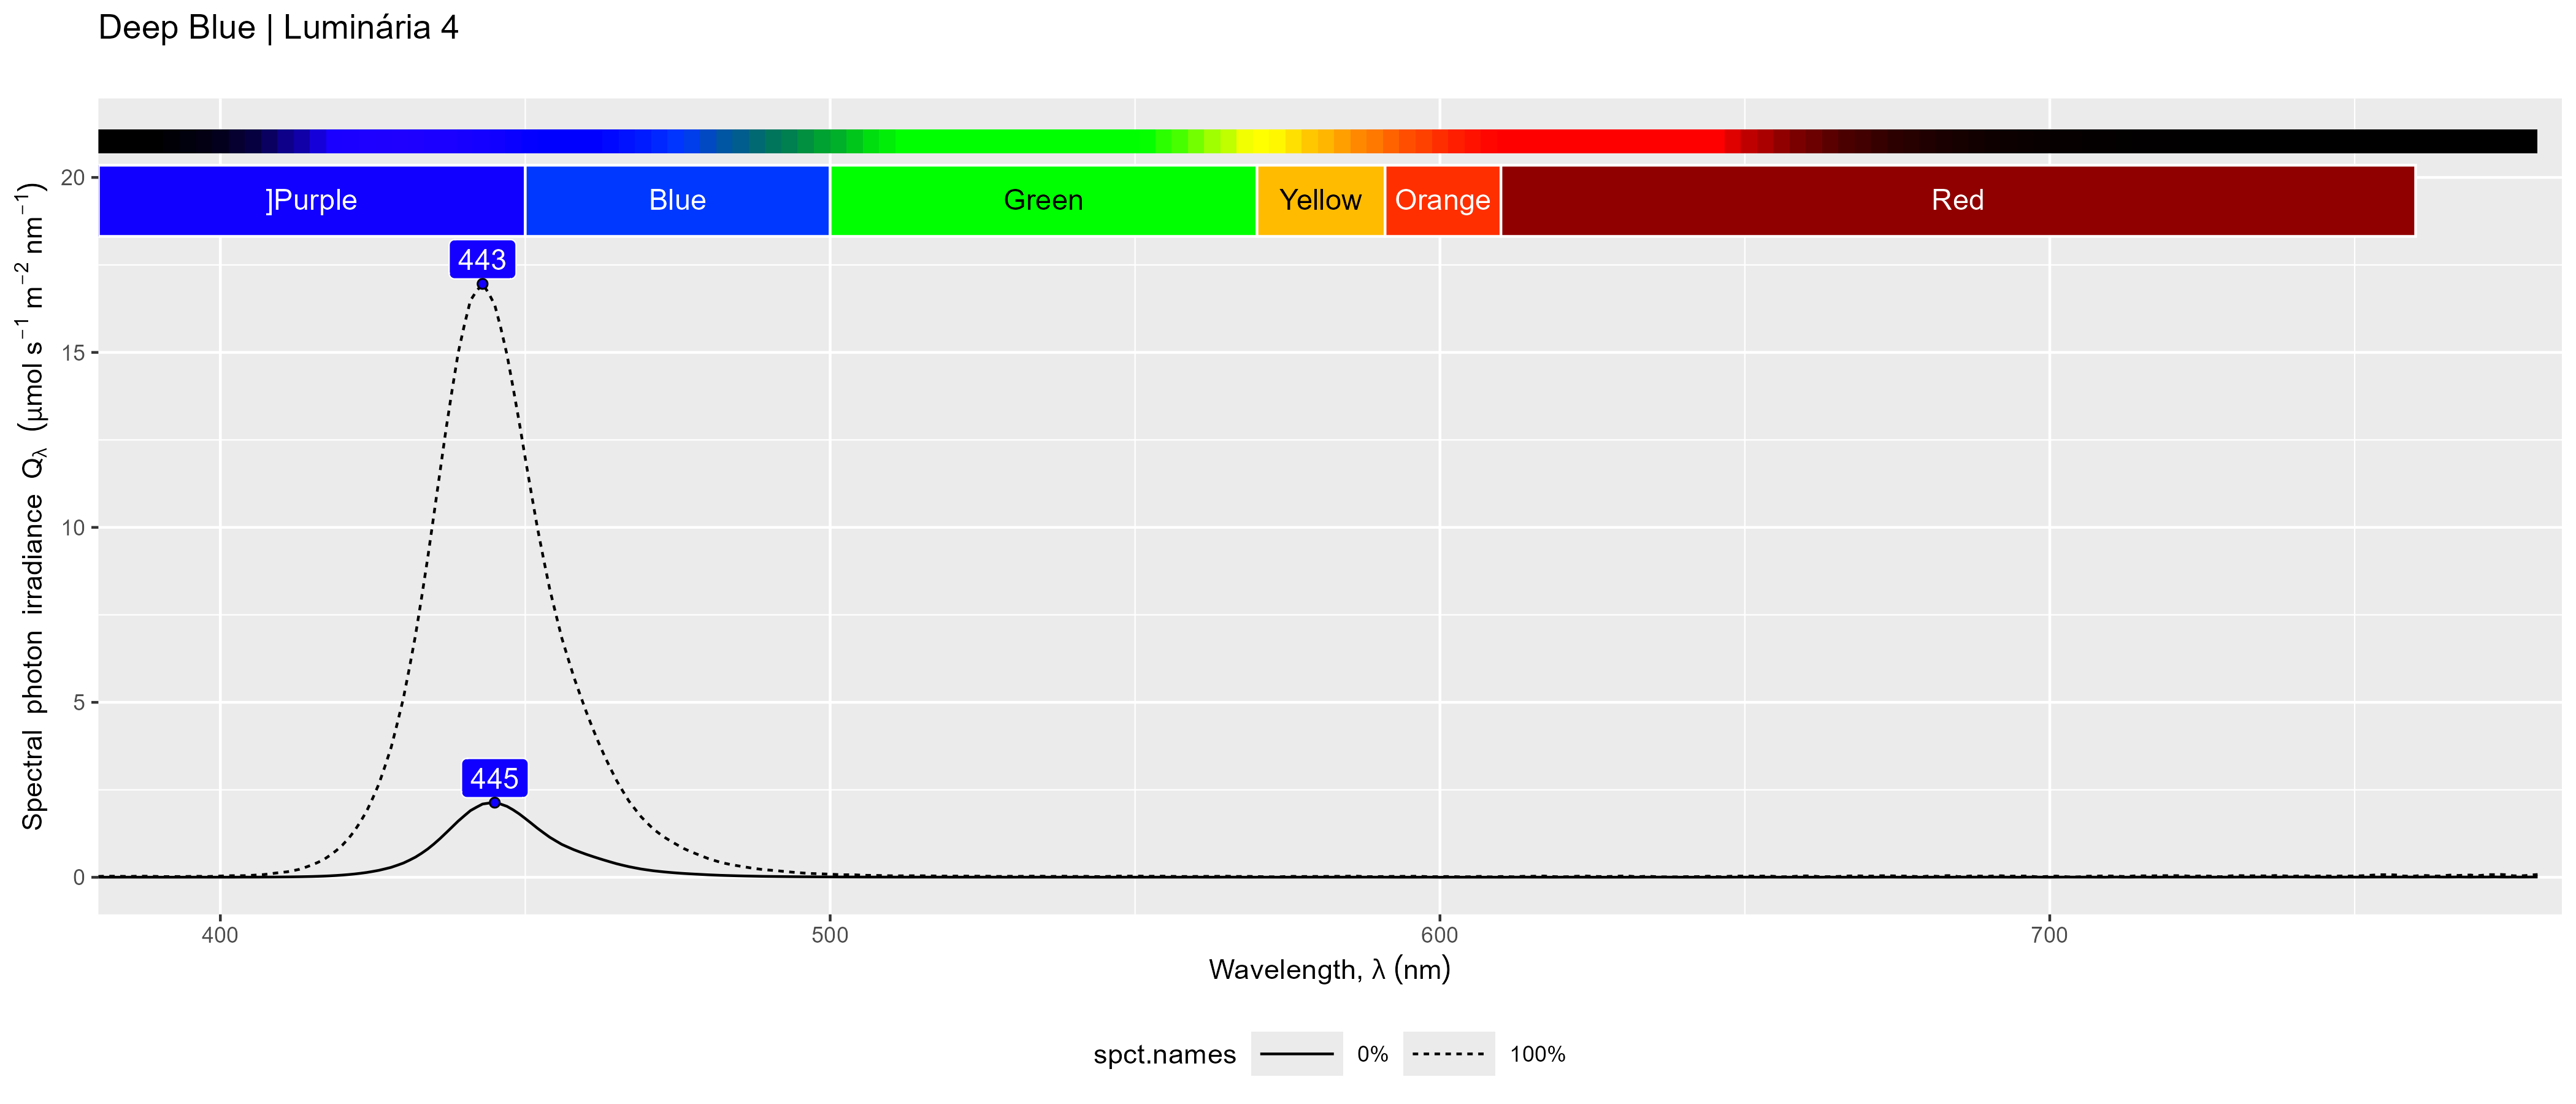 Deep Blue | Luminária 4
]Purple Blue Green Yellow Orange Red
443
445
20
15
10
5
0
Spectral photon irradiance Qλ (µmol s⁻¹ m⁻² nm⁻¹)
400 500 600 700
Wavelength, λ (nm)
spct.names 0% 100%